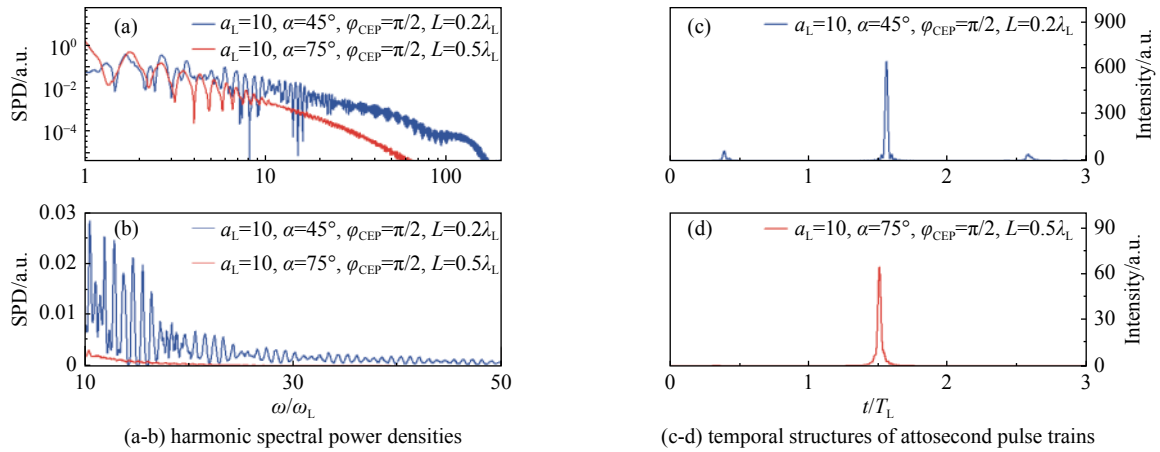 (a)
a_L=10, α=45°, φ_CEP=π/2, L=0.2λ_L
a_L=10, α=75°, φ_CEP=π/2, L=0.5λ_L
SPD/a.u.
10^0
10^−2
10^−4
1 10 100
(b)
a_L=10, α=45°, φ_CEP=π/2, L=0.2λ_L
a_L=10, α=75°, φ_CEP=π/2, L=0.5λ_L
SPD/a.u.
0.03
0.02
0.01
0
10 30 50
ω/ω_L
(a-b) harmonic spectral power densities
(c)
a_L=10, α=45°, φ_CEP=π/2, L=0.2λ_L
900
600
300
0
Intensity/a.u.
0 1 2 3
(d)
a_L=10, α=75°, φ_CEP=π/2, L=0.5λ_L
90
60
30
0
Intensity/a.u.
0 1 2 3
t/T_L
(c-d) temporal structures of attosecond pulse trains